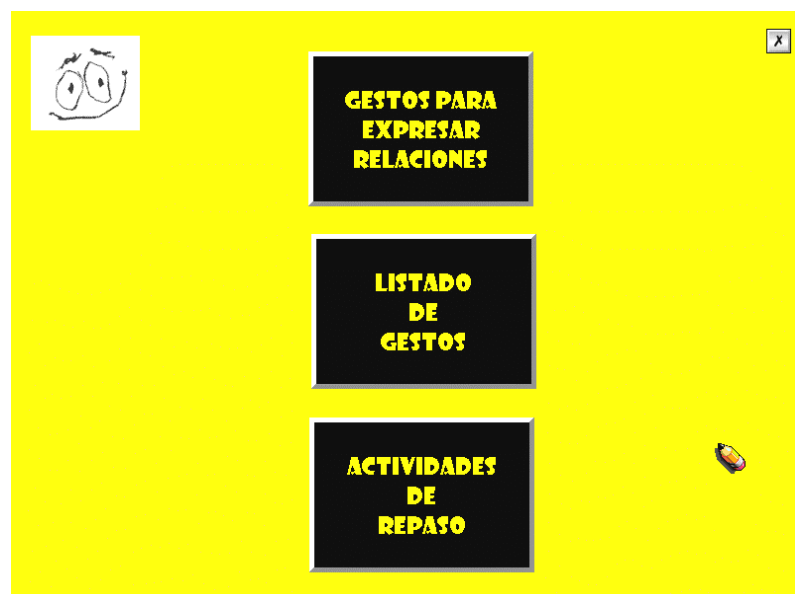 X
GESTOS PARA
EXPRESAR
RELACIONES
LISTADO
DE
GESTOS
ACTIVIDADES
DE
REPASO